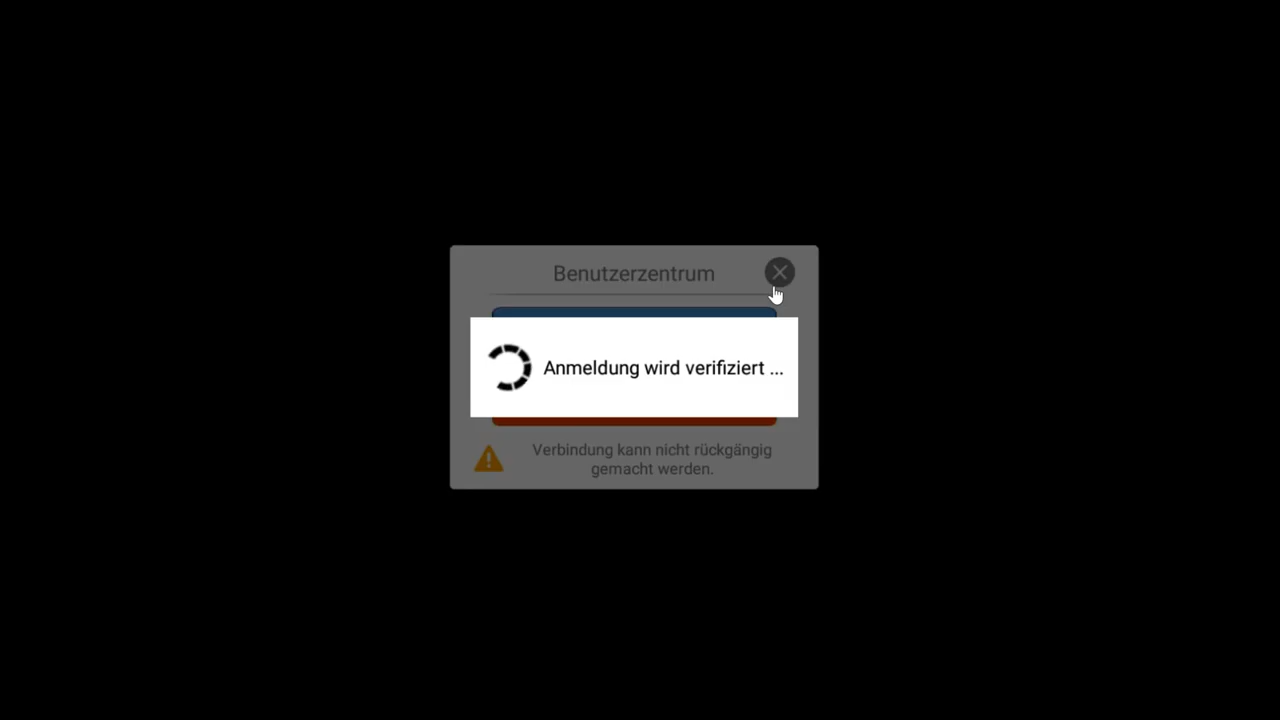 Benutzerzentrum
Anmeldung wird verifiziert ...
Verbindung kann nicht rückgängig
gemacht werden.